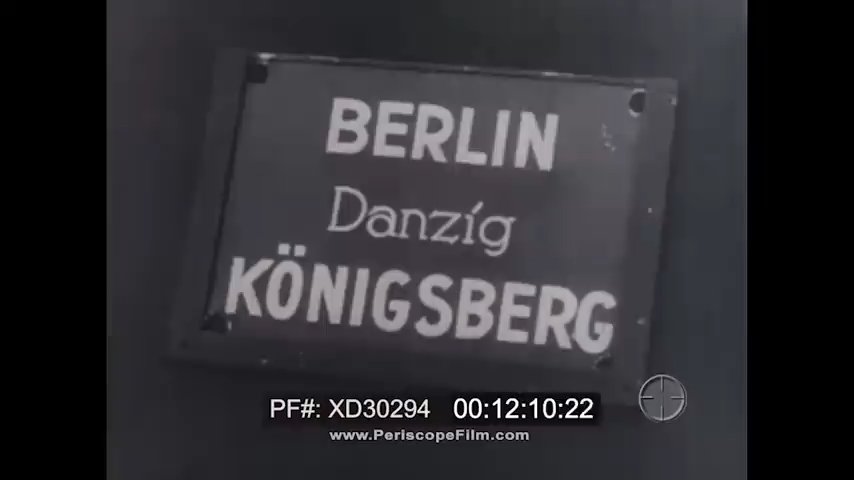 BERLIN
Danzig
KÖNIGSBERG
PF#: XD30294 00:12:10:22
www.PeriscopeFilm.com